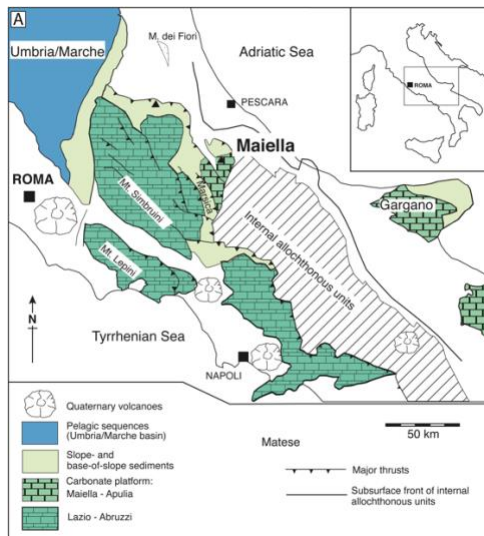 A
Umbria/Marche
M. dei Fiori
Adriatic Sea
ROMA
PESCARA
Maiella
ROMA
Mt. Simbruini
Marsica
Gargano
Internal allochthonous units
Mt. Lepini
N
Tyrrhenian Sea
NAPOLI
Quaternary volcanoes
Pelagic sequences
(Umbria/Marche basin)
Slope- and
base-of-slope sediments
Carbonate platform:
Maiella - Apulia
Lazio - Abruzzi
50 km
Matese
Major thrusts
Subsurface front of internal
allochthonous units